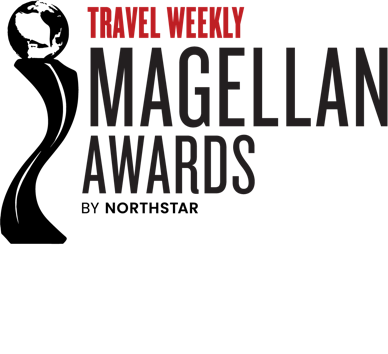 TRAVEL WEEKLY
MAGELLAN
AWARDS
BY NORTHSTAR